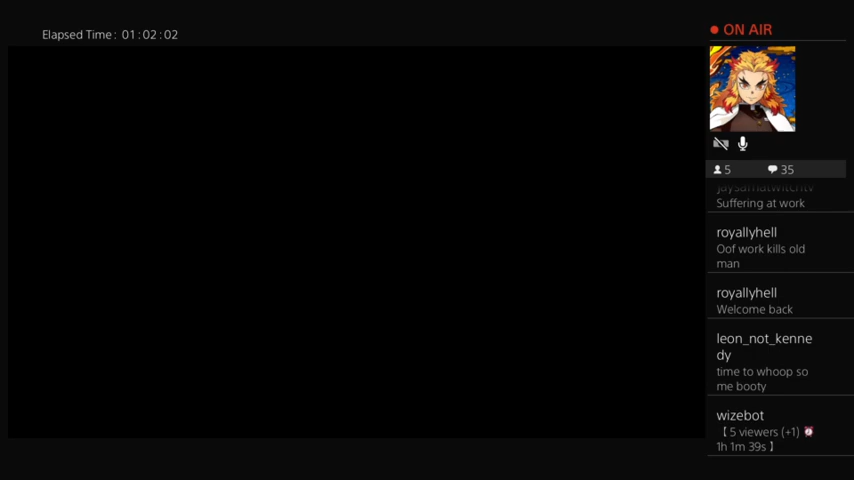 Elapsed Time: 01:02:02
ON AIR
5
35
jaysamatwitchtv
Suffering at work
royallyhell
Oof work kills old
man
royallyhell
Welcome back
leon_not_kenne
dy
time to whoop so
me booty
wizebot
【 5 viewers (+1) ⏰
1h 1m 39s 】